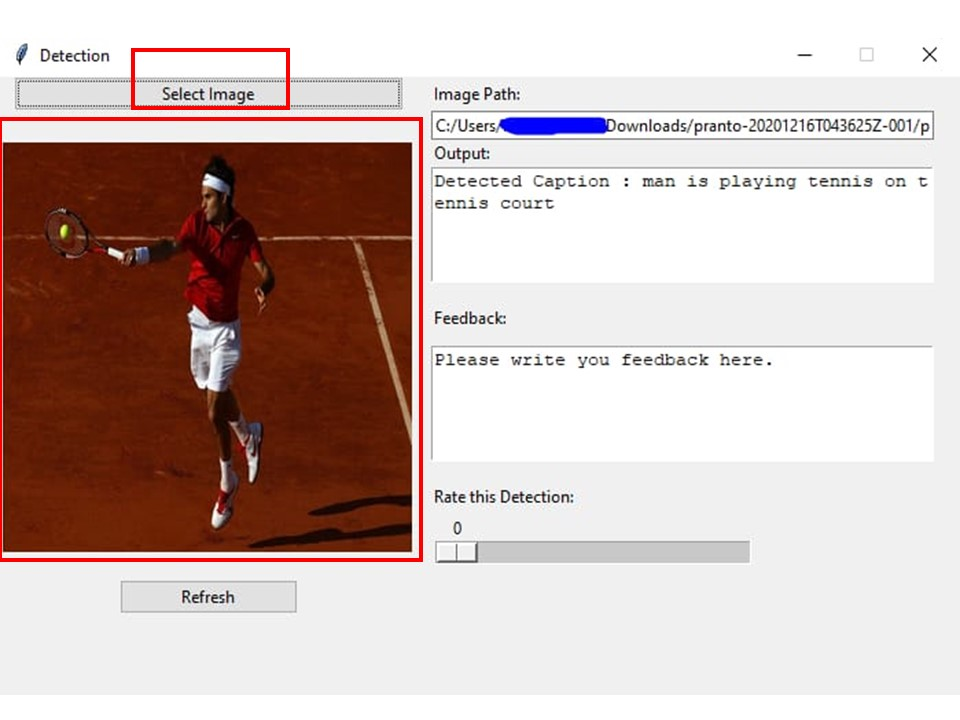 Detection
Select Image
Image Path:
C:/Users/ Downloads/pranto-20201216T043625Z-001/p
Output:
Detected Caption : man is playing tennis on t
ennis court
Feedback:
Please write you feedback here.
Rate this Detection:
0
Refresh